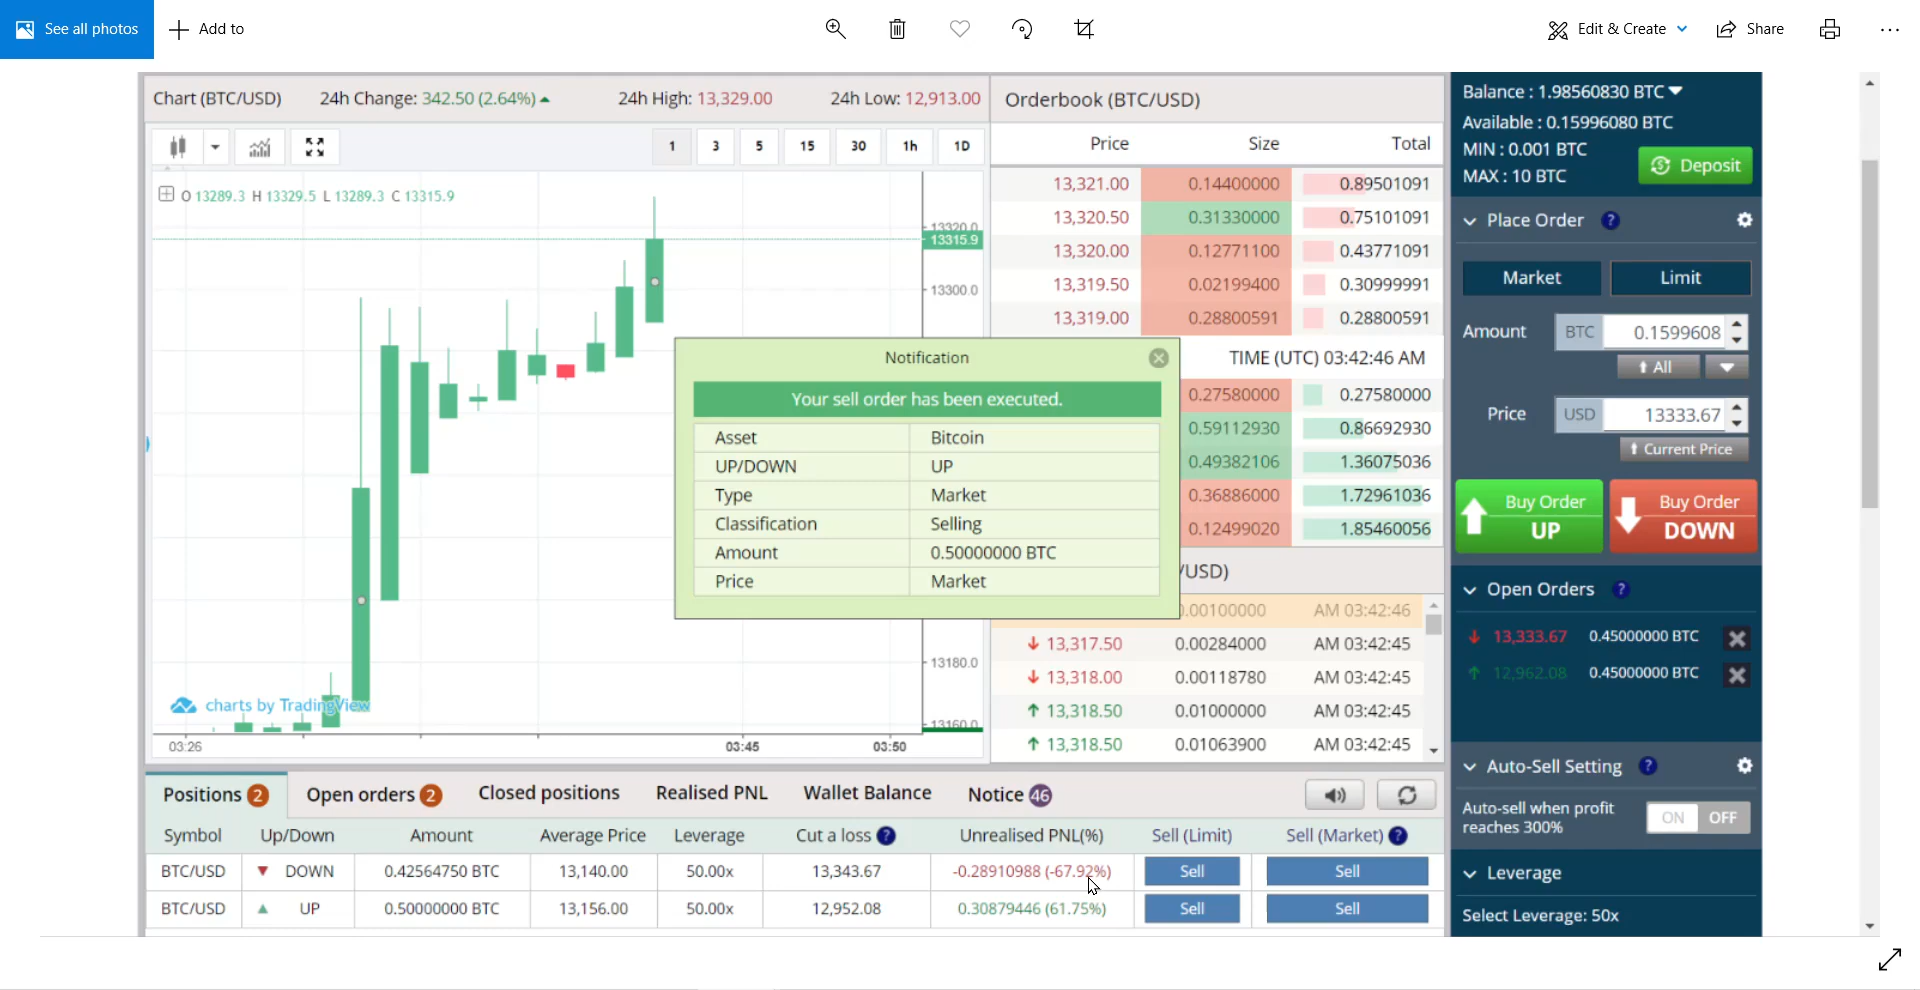 See all photos
Add to
Edit & Create
Share
Chart (BTC/USD) 24h Change: 342.50 (2.64%) 24h High: 13,329.00 24h Low: 12,913.00
1 3 5 15 30 1h 1D
O 13289.3 H 13329.5 L 13289.3 C 13315.9
13320.0
13315.9
13300.0
13180.0
13160.0
charts by TradingView
03:26 03:45 03:50
Orderbook (BTC/USD)
Price Size Total
13,321.00 0.14400000 0.89501091
13,320.50 0.31330000 0.75101091
13,320.00 0.12771100 0.43771091
13,319.50 0.02199400 0.30999991
13,319.00 0.28800591 0.28800591
TIME (UTC) 03:42:46 AM
0.27580000 0.27580000
0.59112930 0.86692930
0.49382106 1.36075036
0.36886000 1.72961036
0.12499020 1.85460056
/USD)
0.00100000 AM 03:42:46
13,317.50 0.00284000 AM 03:42:45
13,318.00 0.00118780 AM 03:42:45
13,318.50 0.01000000 AM 03:42:45
13,318.50 0.01063900 AM 03:42:45
Notification
Your sell order has been executed.
Asset Bitcoin
UP/DOWN UP
Type Market
Classification Selling
Amount 0.50000000 BTC
Price Market
Balance : 1.98560830 BTC
Available : 0.15996080 BTC
MIN : 0.001 BTC
MAX : 10 BTC
Deposit
Place Order ?
Market Limit
Amount BTC 0.1599608
All
Price USD 13333.67
Current Price
Buy Order UP
Buy Order DOWN
Open Orders ?
13,333.67 0.45000000 BTC
12,962.08 0.45000000 BTC
Auto-Sell Setting ?
Auto-sell when profit
reaches 300%
ON OFF
Leverage
Select Leverage: 50x
Positions 2 Open orders 2 Closed positions Realised PNL Wallet Balance Notice 46
Symbol Up/Down Amount Average Price Leverage Cut a loss ? Unrealised PNL(%) Sell (Limit) Sell (Market) ?
BTC/USD DOWN 0.42564750 BTC 13,140.00 50.00x 13,343.67 -0.28910988 (-67.92%) Sell Sell
BTC/USD UP 0.50000000 BTC 13,156.00 50.00x 12,952.08 0.30879446 (61.75%) Sell Sell